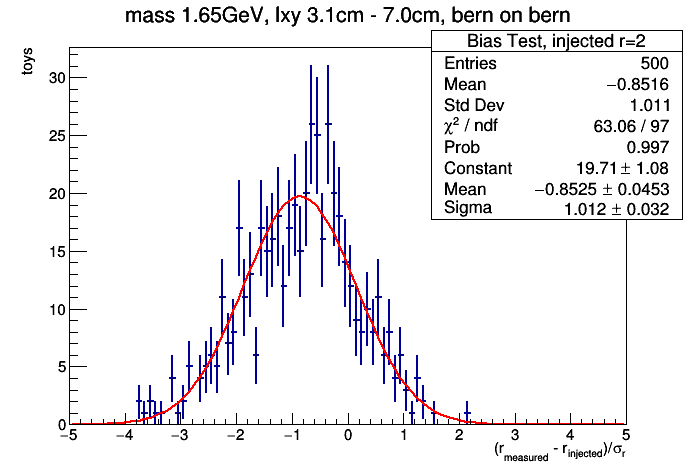 mass 1.65GeV, lxy 3.1cm - 7.0cm, bern on bern
Bias Test, injected r=2
Entries 500
Mean −0.8516
Std Dev 1.011
χ² / ndf 63.06 / 97
Prob 0.997
Constant 19.71 ± 1.08
Mean −0.8525 ± 0.0453
Sigma 1.012 ± 0.032
toys
30
25
20
15
10
5
0
−5 −4 −3 −2 −1 0 1 2 3 4 5
(r_measured - r_injected)/σ_r